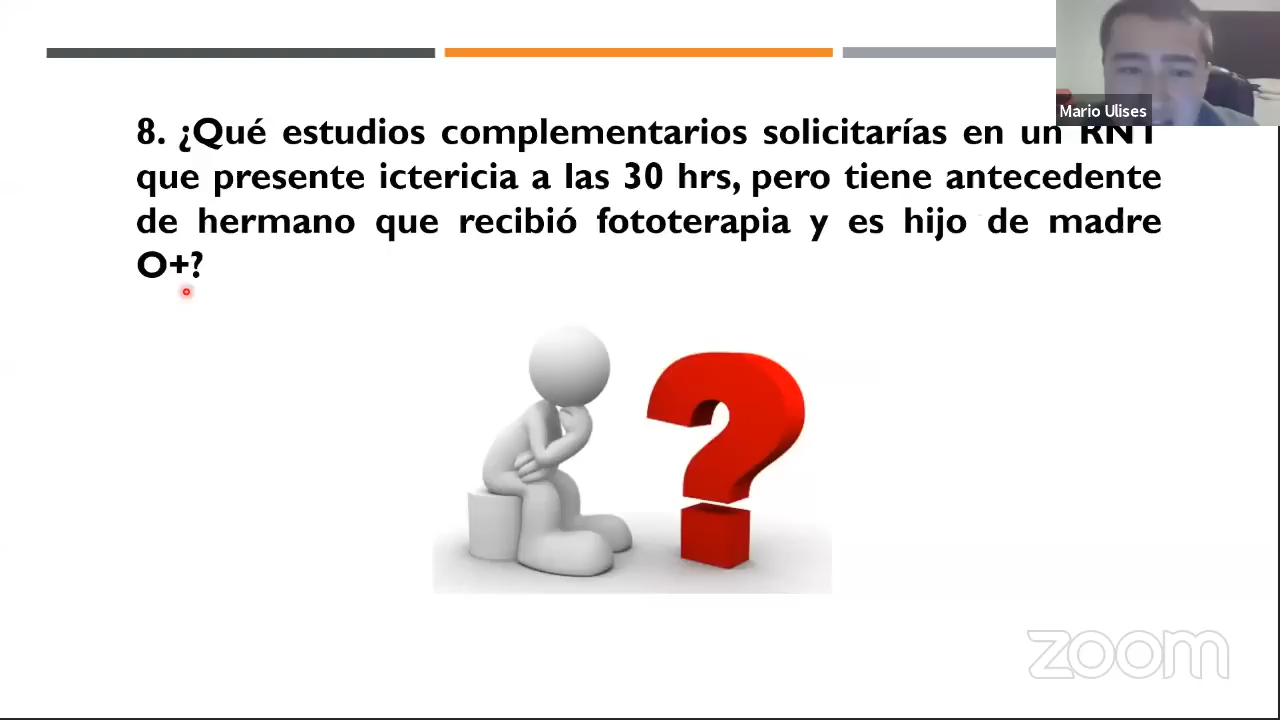 Mario Ulises
8. ¿Qué estudios complementarios solicitarías en un
que presente ictericia a las 30 hrs, pero tiene antecedente
de hermano que recibió fototerapia y es hijo de madre
O+?
zoom